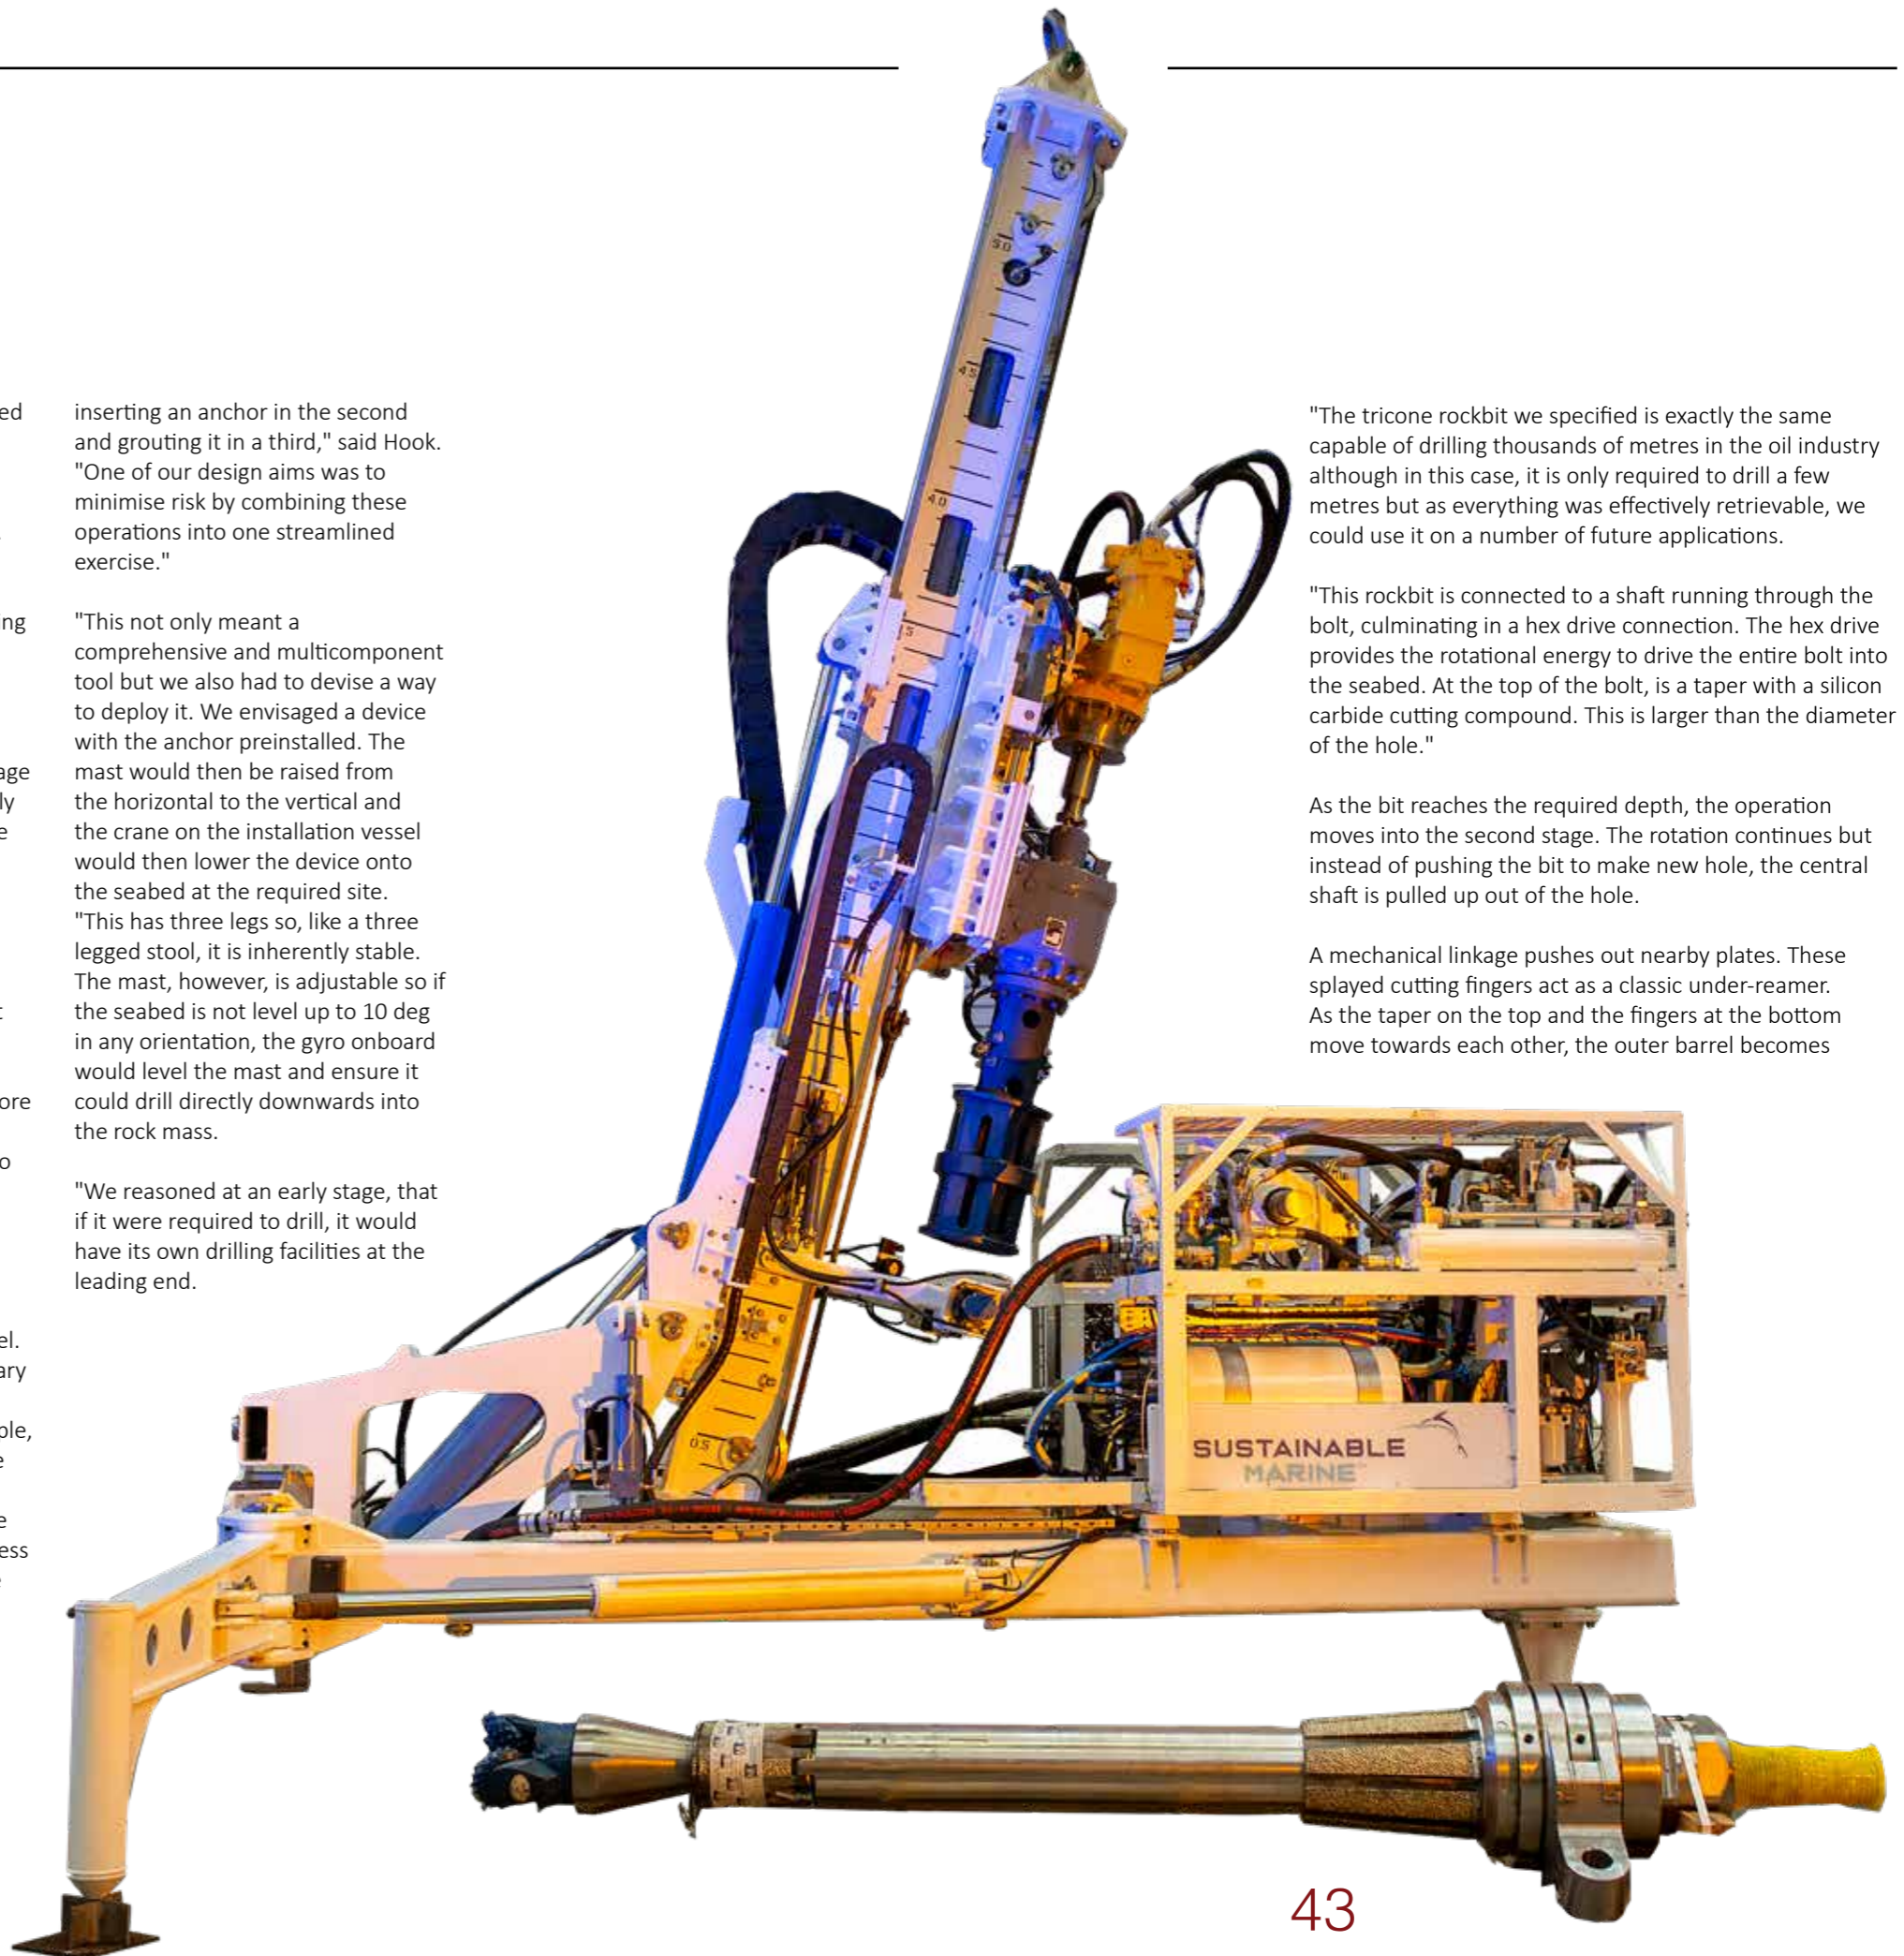 ed
ing
age
ly
e
t
ore
o
el.
ary
ple,
e
e
ess
e
inserting an anchor in the second
and grouting it in a third," said Hook.
"One of our design aims was to
minimise risk by combining these
operations into one streamlined
exercise."
"This not only meant a
comprehensive and multicomponent
tool but we also had to devise a way
to deploy it. We envisaged a device
with the anchor preinstalled. The
mast would then be raised from
the horizontal to the vertical and
the crane on the installation vessel
would then lower the device onto
the seabed at the required site.
"This has three legs so, like a three
legged stool, it is inherently stable.
The mast, however, is adjustable so if
the seabed is not level up to 10 deg
in any orientation, the gyro onboard
would level the mast and ensure it
could drill directly downwards into
the rock mass.
"We reasoned at an early stage, that
if it were required to drill, it would
have its own drilling facilities at the
leading end.
5.0
4.5
4.0
0.5
SUSTAINABLE
MARINE
"The tricone rockbit we specified is exactly the same
capable of drilling thousands of metres in the oil industry
although in this case, it is only required to drill a few
metres but as everything was effectively retrievable, we
could use it on a number of future applications.
"This rockbit is connected to a shaft running through the
bolt, culminating in a hex drive connection. The hex drive
provides the rotational energy to drive the entire bolt into
the seabed. At the top of the bolt, is a taper with a silicon
carbide cutting compound. This is larger than the diameter
of the hole."
As the bit reaches the required depth, the operation
moves into the second stage. The rotation continues but
instead of pushing the bit to make new hole, the central
shaft is pulled up out of the hole.
A mechanical linkage pushes out nearby plates. These
splayed cutting fingers act as a classic under-reamer.
As the taper on the top and the fingers at the bottom
move towards each other, the outer barrel becomes
43